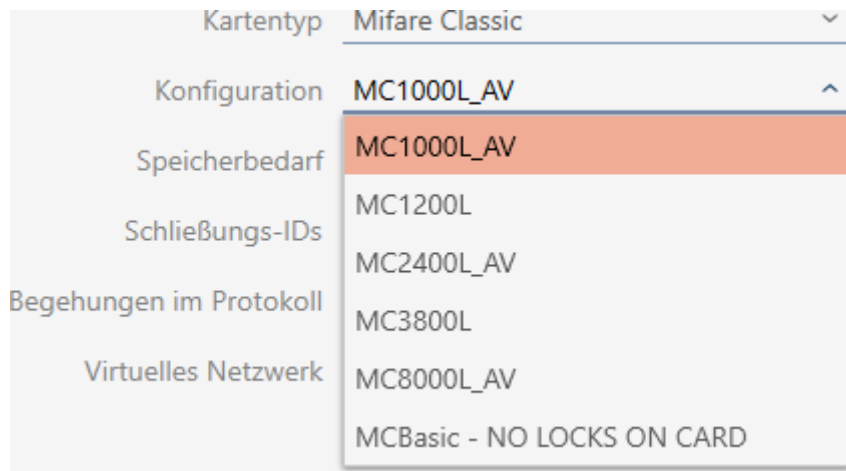 Kartentyp Mifare Classic
Konfiguration MC1000L_AV
MC1000L_AV
Speicherbedarf
MC1200L
Schließungs-IDs
MC2400L_AV
Begehungen im Protokoll
MC3800L
Virtuelles Netzwerk
MC8000L_AV
MCBasic - NO LOCKS ON CARD